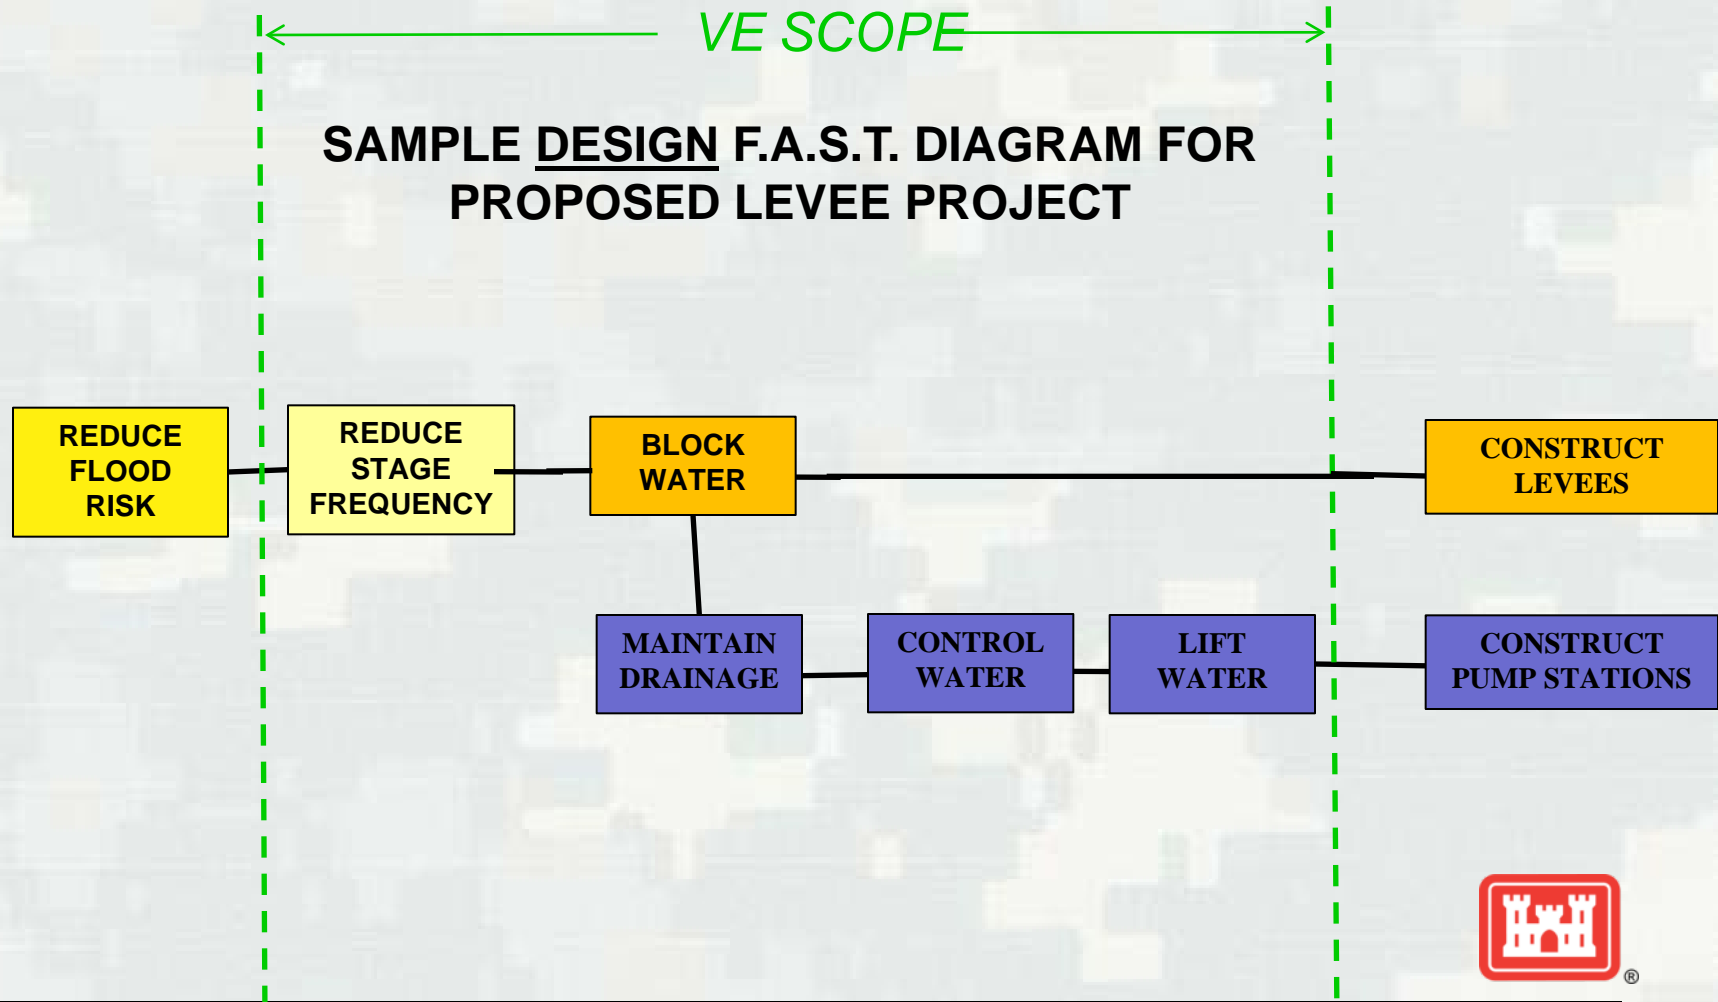 VE SCOPE
SAMPLE DESIGN F.A.S.T. DIAGRAM FOR
PROPOSED LEVEE PROJECT
REDUCE
FLOOD
RISK
REDUCE
STAGE
FREQUENCY
BLOCK
WATER
CONSTRUCT
LEVEES
MAINTAIN
DRAINAGE
CONTROL
WATER
LIFT
WATER
CONSTRUCT
PUMP STATIONS
®